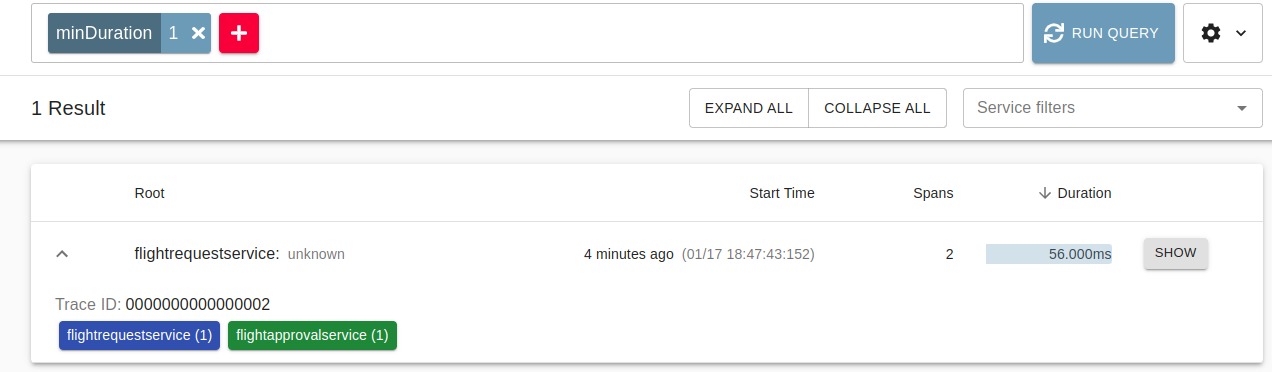 minDuration 1 RUN QUERY
1 Result EXPAND ALL COLLAPSE ALL Service filters
Root Start Time Spans Duration
flightrequestservice: unknown 4 minutes ago (01/17 18:47:43:152) 2 56.000ms SHOW
Trace ID: 0000000000000002
flightrequestservice (1) flightapprovalservice (1)